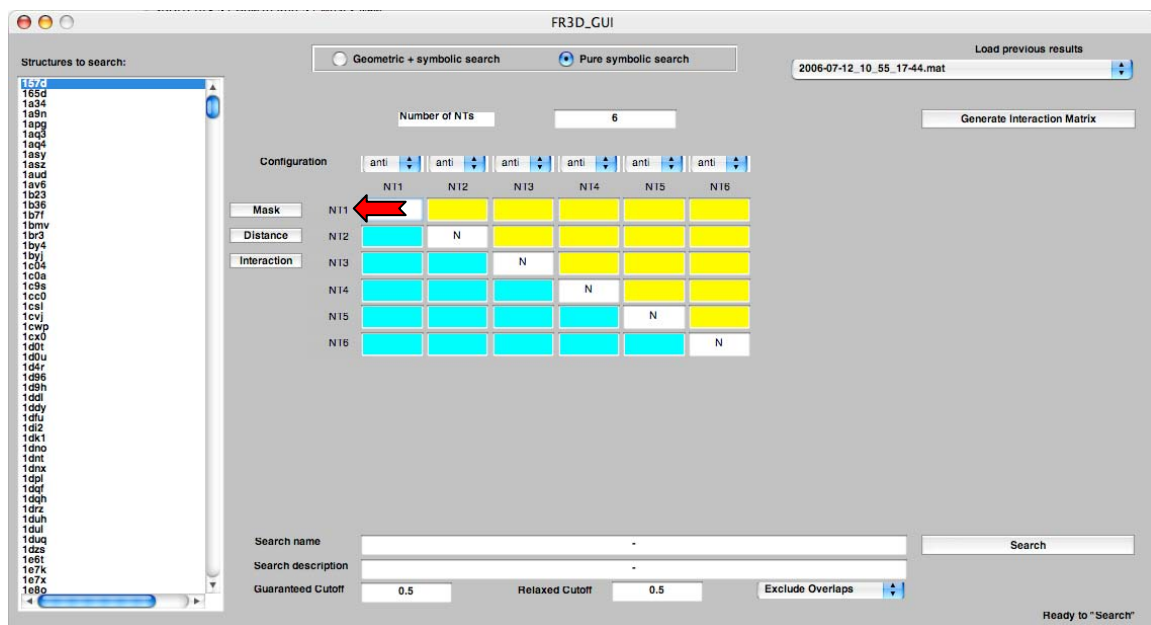 FR3D_GUI
Structures to search:
Geometric + symbolic search
Pure symbolic search
Load previous results
2006-07-12_10_55_17-44.mat
Number of NTs
6
Generate Interaction Matrix
Configuration
anti anti anti anti anti anti
NT1 NT2 NT3 NT4 NT5 NT6
Mask
NT1
Distance
NT2
N
Interaction
NT3
N
NT4
N
NT5
N
NT6
N
157d
165d
1a34
1a9n
1apg
1aq3
1aq4
1asy
1asz
1aud
1av6
1b23
1b36
1b7f
1bmv
1br3
1by4
1byj
1c04
1c0a
1c9s
1cc0
1csl
1cvj
1cwp
1cx0
1d0t
1d0u
1d4r
1d96
1d9h
1ddl
1ddy
1dfu
1di2
1dk1
1dno
1dnt
1dnx
1dpl
1dqf
1dqh
1drz
1duh
1dul
1duq
1dzs
1e6t
1e7k
1e7x
1e8o
Search name
-
Search
Search description
-
Guaranteed Cutoff
0.5
Relaxed Cutoff
0.5
Exclude Overlaps
Ready to "Search"